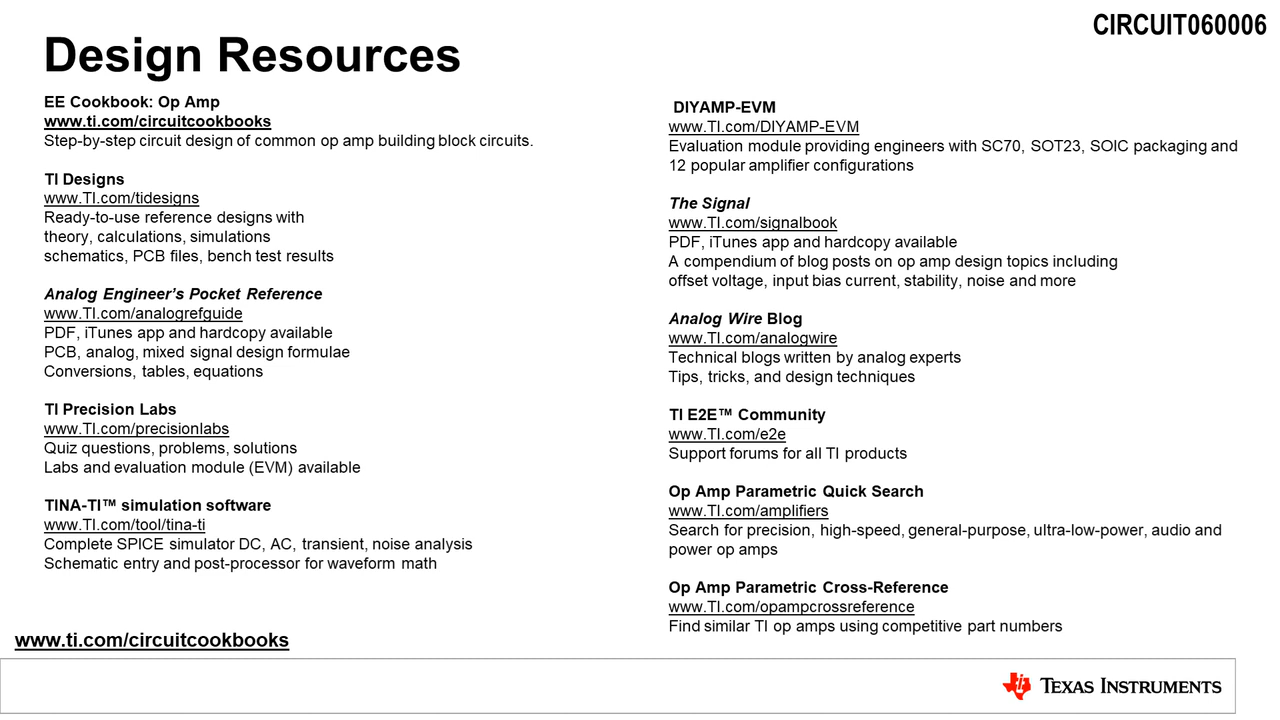 CIRCUIT060006
Design Resources
EE Cookbook: Op Amp
www.ti.com/circuitcookbooks
Step-by-step circuit design of common op amp building block circuits.
TI Designs
www.TI.com/tidesigns
Ready-to-use reference designs with
theory, calculations, simulations
schematics, PCB files, bench test results
Analog Engineer's Pocket Reference
www.TI.com/analogrefguide
PDF, iTunes app and hardcopy available
PCB, analog, mixed signal design formulae
Conversions, tables, equations
TI Precision Labs
www.TI.com/precisionlabs
Quiz questions, problems, solutions
Labs and evaluation module (EVM) available
TINA-TI™ simulation software
www.TI.com/tool/tina-ti
Complete SPICE simulator DC, AC, transient, noise analysis
Schematic entry and post-processor for waveform math
DIYAMP-EVM
www.TI.com/DIYAMP-EVM
Evaluation module providing engineers with SC70, SOT23, SOIC packaging and
12 popular amplifier configurations
The Signal
www.TI.com/signalbook
PDF, iTunes app and hardcopy available
A compendium of blog posts on op amp design topics including
offset voltage, input bias current, stability, noise and more
Analog Wire Blog
www.TI.com/analogwire
Technical blogs written by analog experts
Tips, tricks, and design techniques
TI E2E™ Community
www.TI.com/e2e
Support forums for all TI products
Op Amp Parametric Quick Search
www.TI.com/amplifiers
Search for precision, high-speed, general-purpose, ultra-low-power, audio and
power op amps
Op Amp Parametric Cross-Reference
www.TI.com/opampcrossreference
Find similar TI op amps using competitive part numbers
www.ti.com/circuitcookbooks
TEXAS INSTRUMENTS